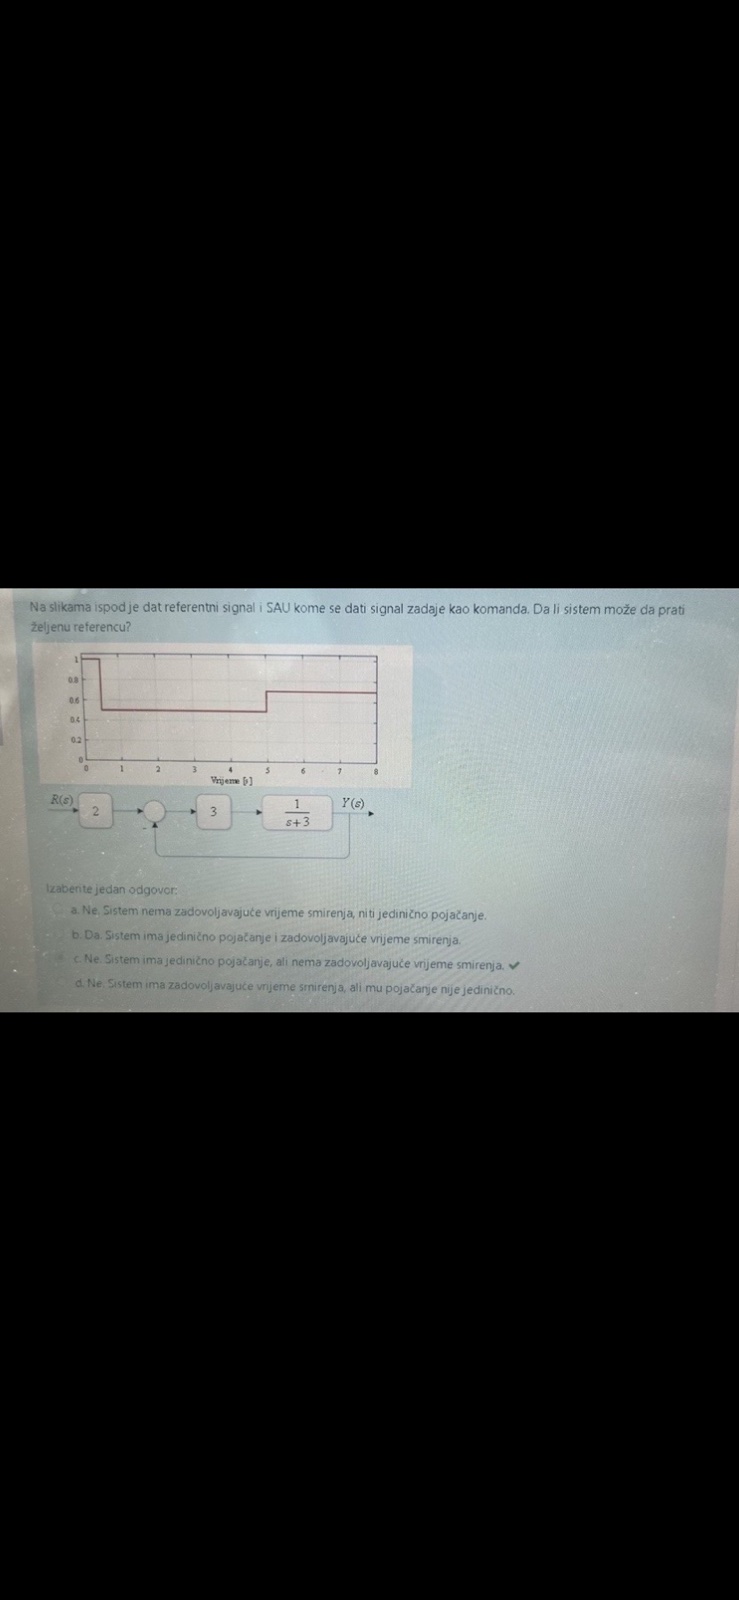 Na slikama ispod je dat referentni signal i SAU kome se dati signal zadaje kao komanda. Da li sistem može da prati
željenu referencu?
1
0.8
0.6
0.4
0.2
0
0 1 2 3 4 5 6 7 8
Vrijeme [s]
R(s) 2 3 1 Y(s)
s+3
-
Izaberite jedan odgovor:
a. Ne. Sistem nema zadovoljavajuće vrijeme smirenja, niti jedinično pojačanje.
b. Da. Sistem ima jedinično pojačanje i zadovoljavajuće vrijeme smirenja.
c. Ne. Sistem ima jedinično pojačanje, ali nema zadovoljavajuće vrijeme smirenja. ✔
d. Ne. Sistem ima zadovoljavajuće vrijeme smirenja, ali mu pojačanje nije jedinično.